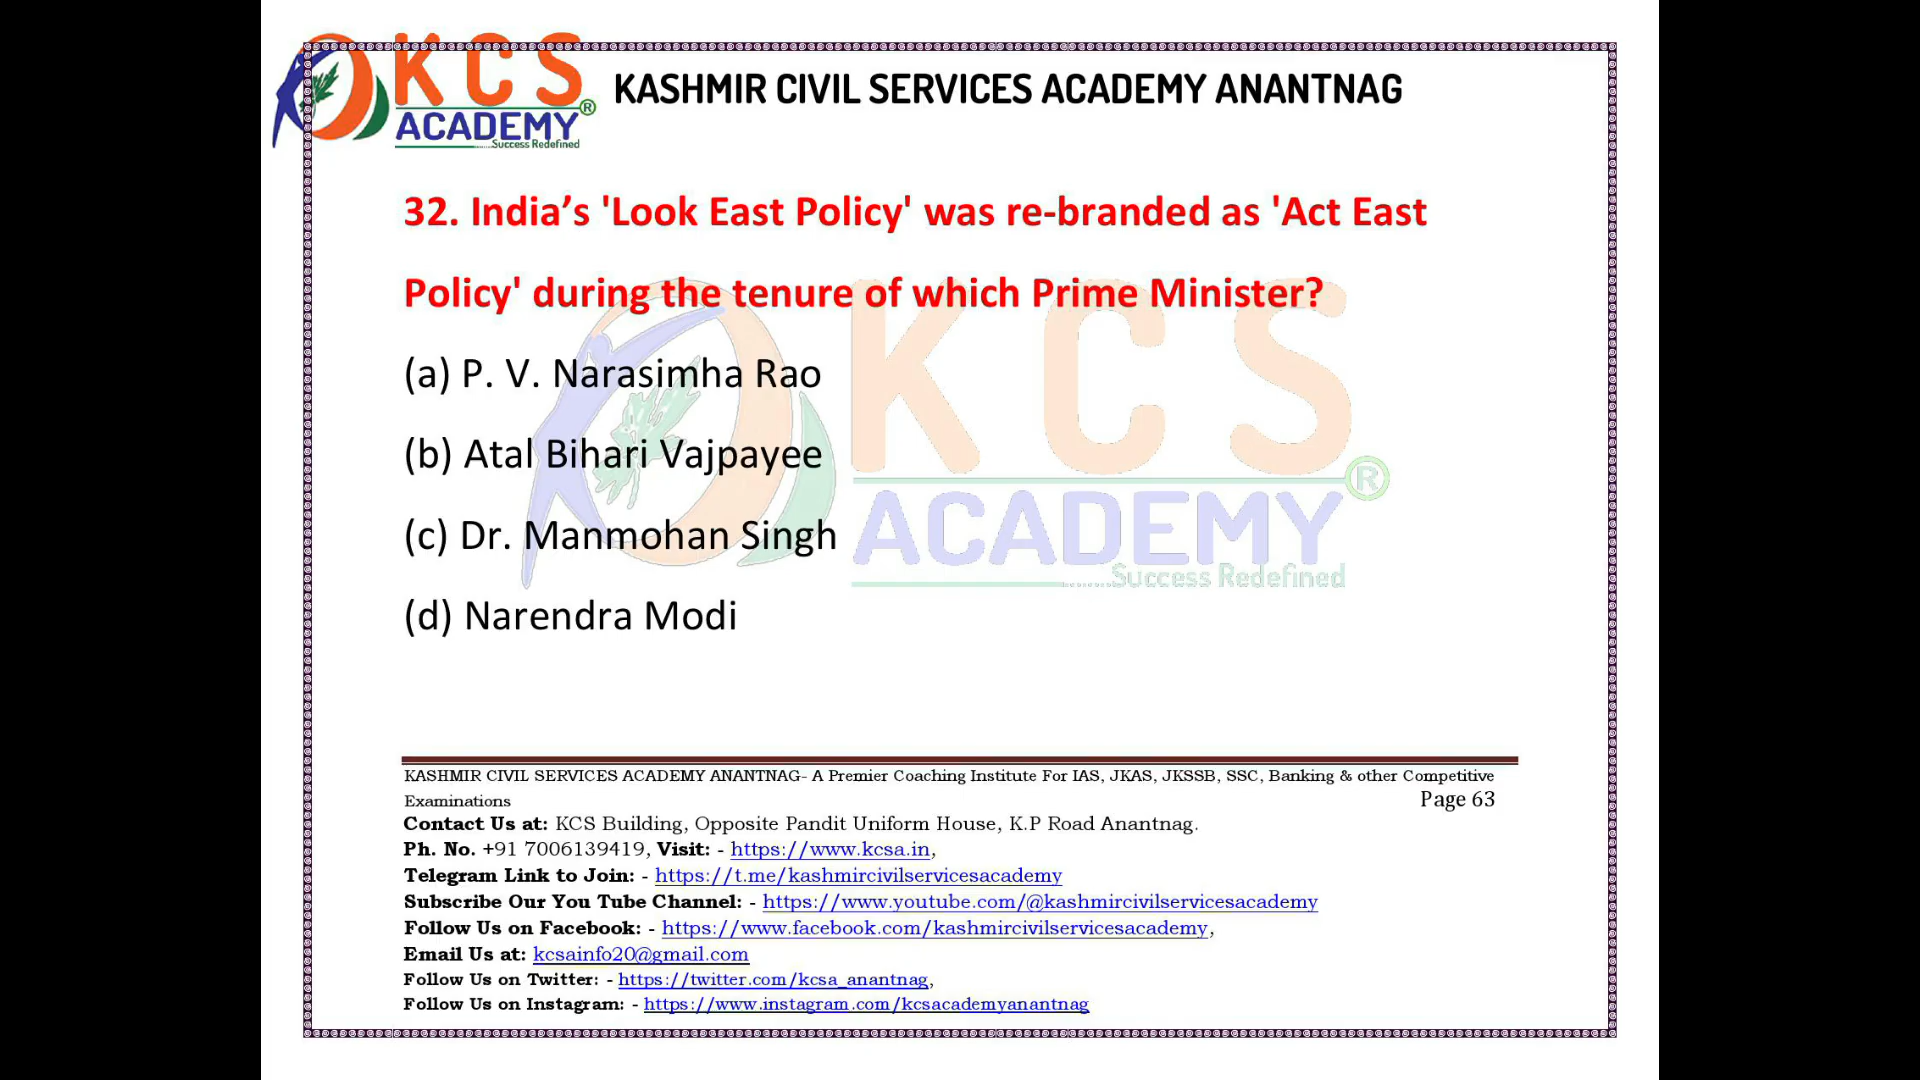 KCS
ACADEMY®
......Success Redefined
KASHMIR CIVIL SERVICES ACADEMY ANANTNAG
32. India’s 'Look East Policy' was re-branded as 'Act East
Policy' during the tenure of which Prime Minister?
(a) P. V. Narasimha Rao
(b) Atal Bihari Vajpayee
(c) Dr. Manmohan Singh
(d) Narendra Modi
KCS
ACADEMY®
........Success Redefined
KASHMIR CIVIL SERVICES ACADEMY ANANTNAG- A Premier Coaching Institute For IAS, JKAS, JKSSB, SSC, Banking & other Competitive
Examinations Page 63
Contact Us at: KCS Building, Opposite Pandit Uniform House, K.P Road Anantnag.
Ph. No. +91 7006139419, Visit: - https://www.kcsa.in,
Telegram Link to Join: - https://t.me/kashmircivilservicesacademy
Subscribe Our You Tube Channel: - https://www.youtube.com/@kashmircivilservicesacademy
Follow Us on Facebook: - https://www.facebook.com/kashmircivilservicesacademy,
Email Us at: kcsainfo20@gmail.com
Follow Us on Twitter: - https://twitter.com/kcsa_anantnag,
Follow Us on Instagram: - https://www.instagram.com/kcsacademyanantnag